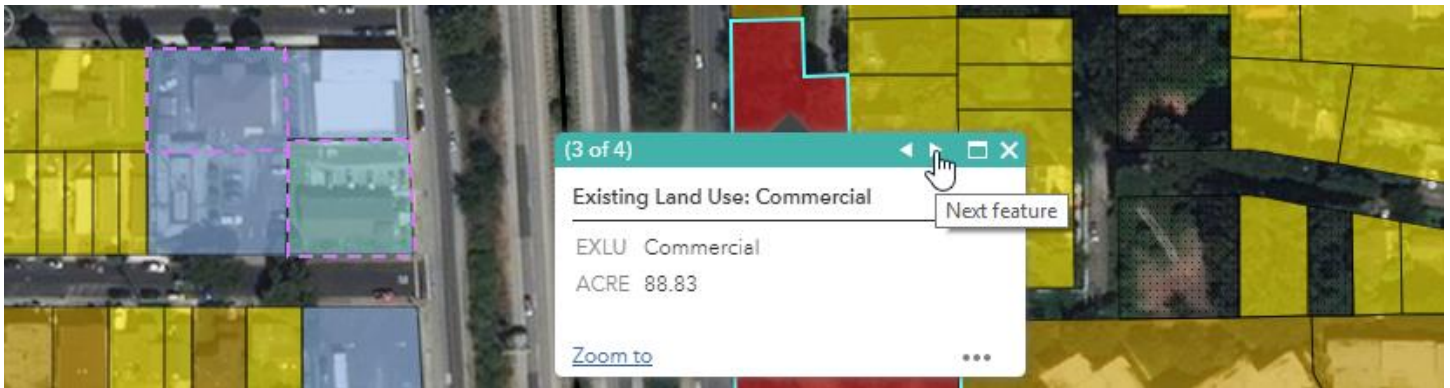 (3 of 4)
Existing Land Use: Commercial
Next feature
EXLU Commercial
ACRE 88.83
Zoom to